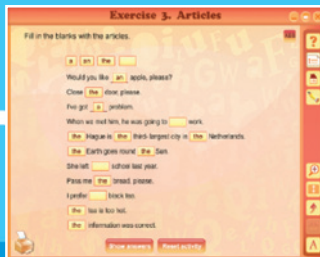 Exercise 3. Articles
Fill in the blanks with the articles.
a an the
Would you like an apple, please?
Close the door, please.
I've got a problem.
When we met him, he was going to work.
the Hague is the third-largest city in the Netherlands.
the Earth goes round the Sun.
She left school last year.
Pass me the bread, please.
I prefer black tea.
the tea is too hot.
the information was correct.
Show answers Reset activity